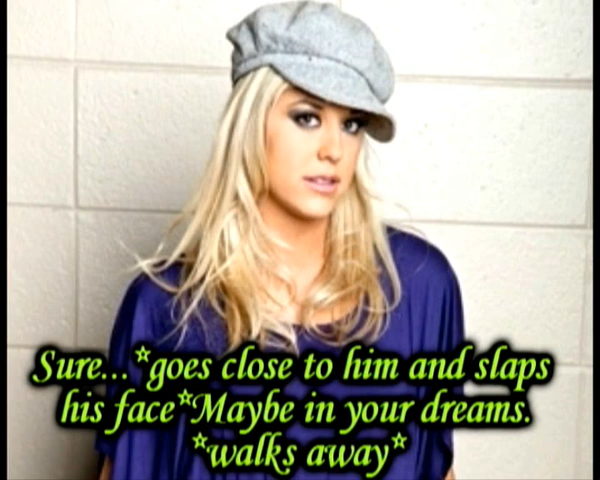 Sure...*goes close to him and slaps
his face*Maybe in your dreams.
*walks away*